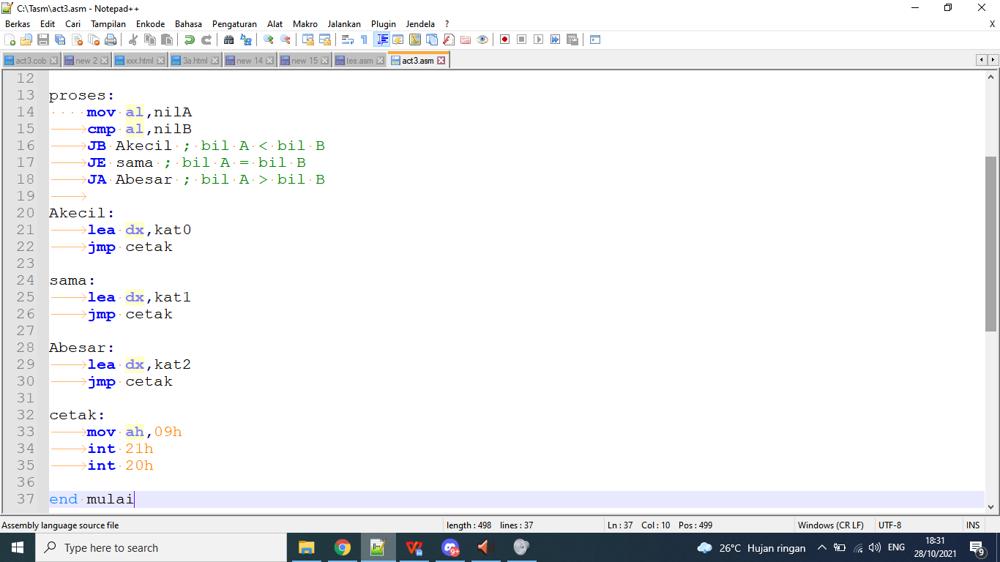 C:\Tasm\act3.asm - Notepad++
Berkas Edit Cari Tampilan Enkode Bahasa Pengaturan Alat Makro Jalankan Plugin Jendela ? X
act3.cob new 2 xxx.html 3a.html new 14 new 15 tes.asm act3.asm
12
13 proses:
14 mov al,nilA
15 cmp al,nilB
16 JB Akecil ; bil A < bil B
17 JE sama ; bil A = bil B
18 JA Abesar ; bil A > bil B
19
20 Akecil:
21 lea dx,kat0
22 jmp cetak
23
24 sama:
25 lea dx,kat1
26 jmp cetak
27
28 Abesar:
29 lea dx,kat2
30 jmp cetak
31
32 cetak:
33 mov ah,09h
34 int 21h
35 int 20h
36
37 end mulai
Assembly language source file length : 498 lines : 37 Ln : 37 Col : 10 Pos : 499 Windows (CR LF) UTF-8 INS
Type here to search 9+ 26°C Hujan ringan ENG 18:31
28/10/2021 9